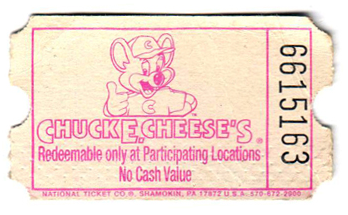 C
C
CHUCK E. CHEESE'S®
Redeemable only at Participating Locations
No Cash Value
NATIONAL TICKET CO ®. SHAMOKIN, PA 17872 U.S.A. 570-672-2900
6615163